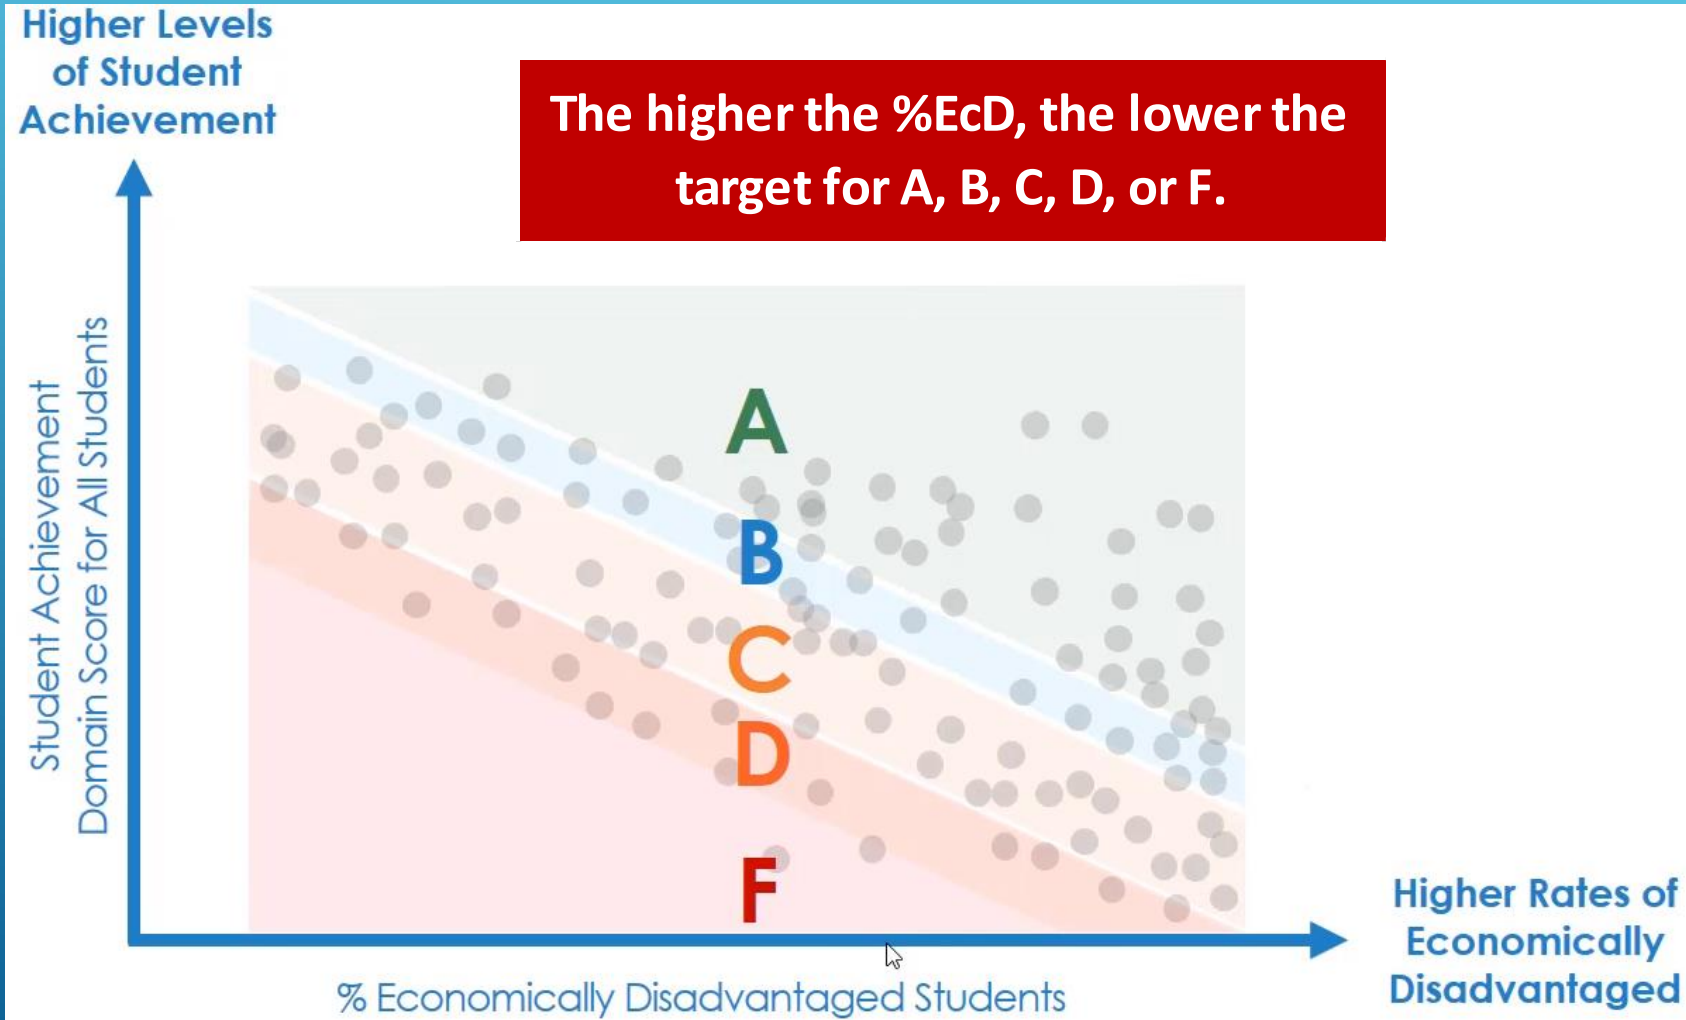 Higher Levels
of Student
Achievement
The higher the %EcD, the lower the
target for A, B, C, D, or F.
Student Achievement
Domain Score for All Students
A
B
C
D
F
% Economically Disadvantaged Students
Higher Rates of
Economically
Disadvantaged